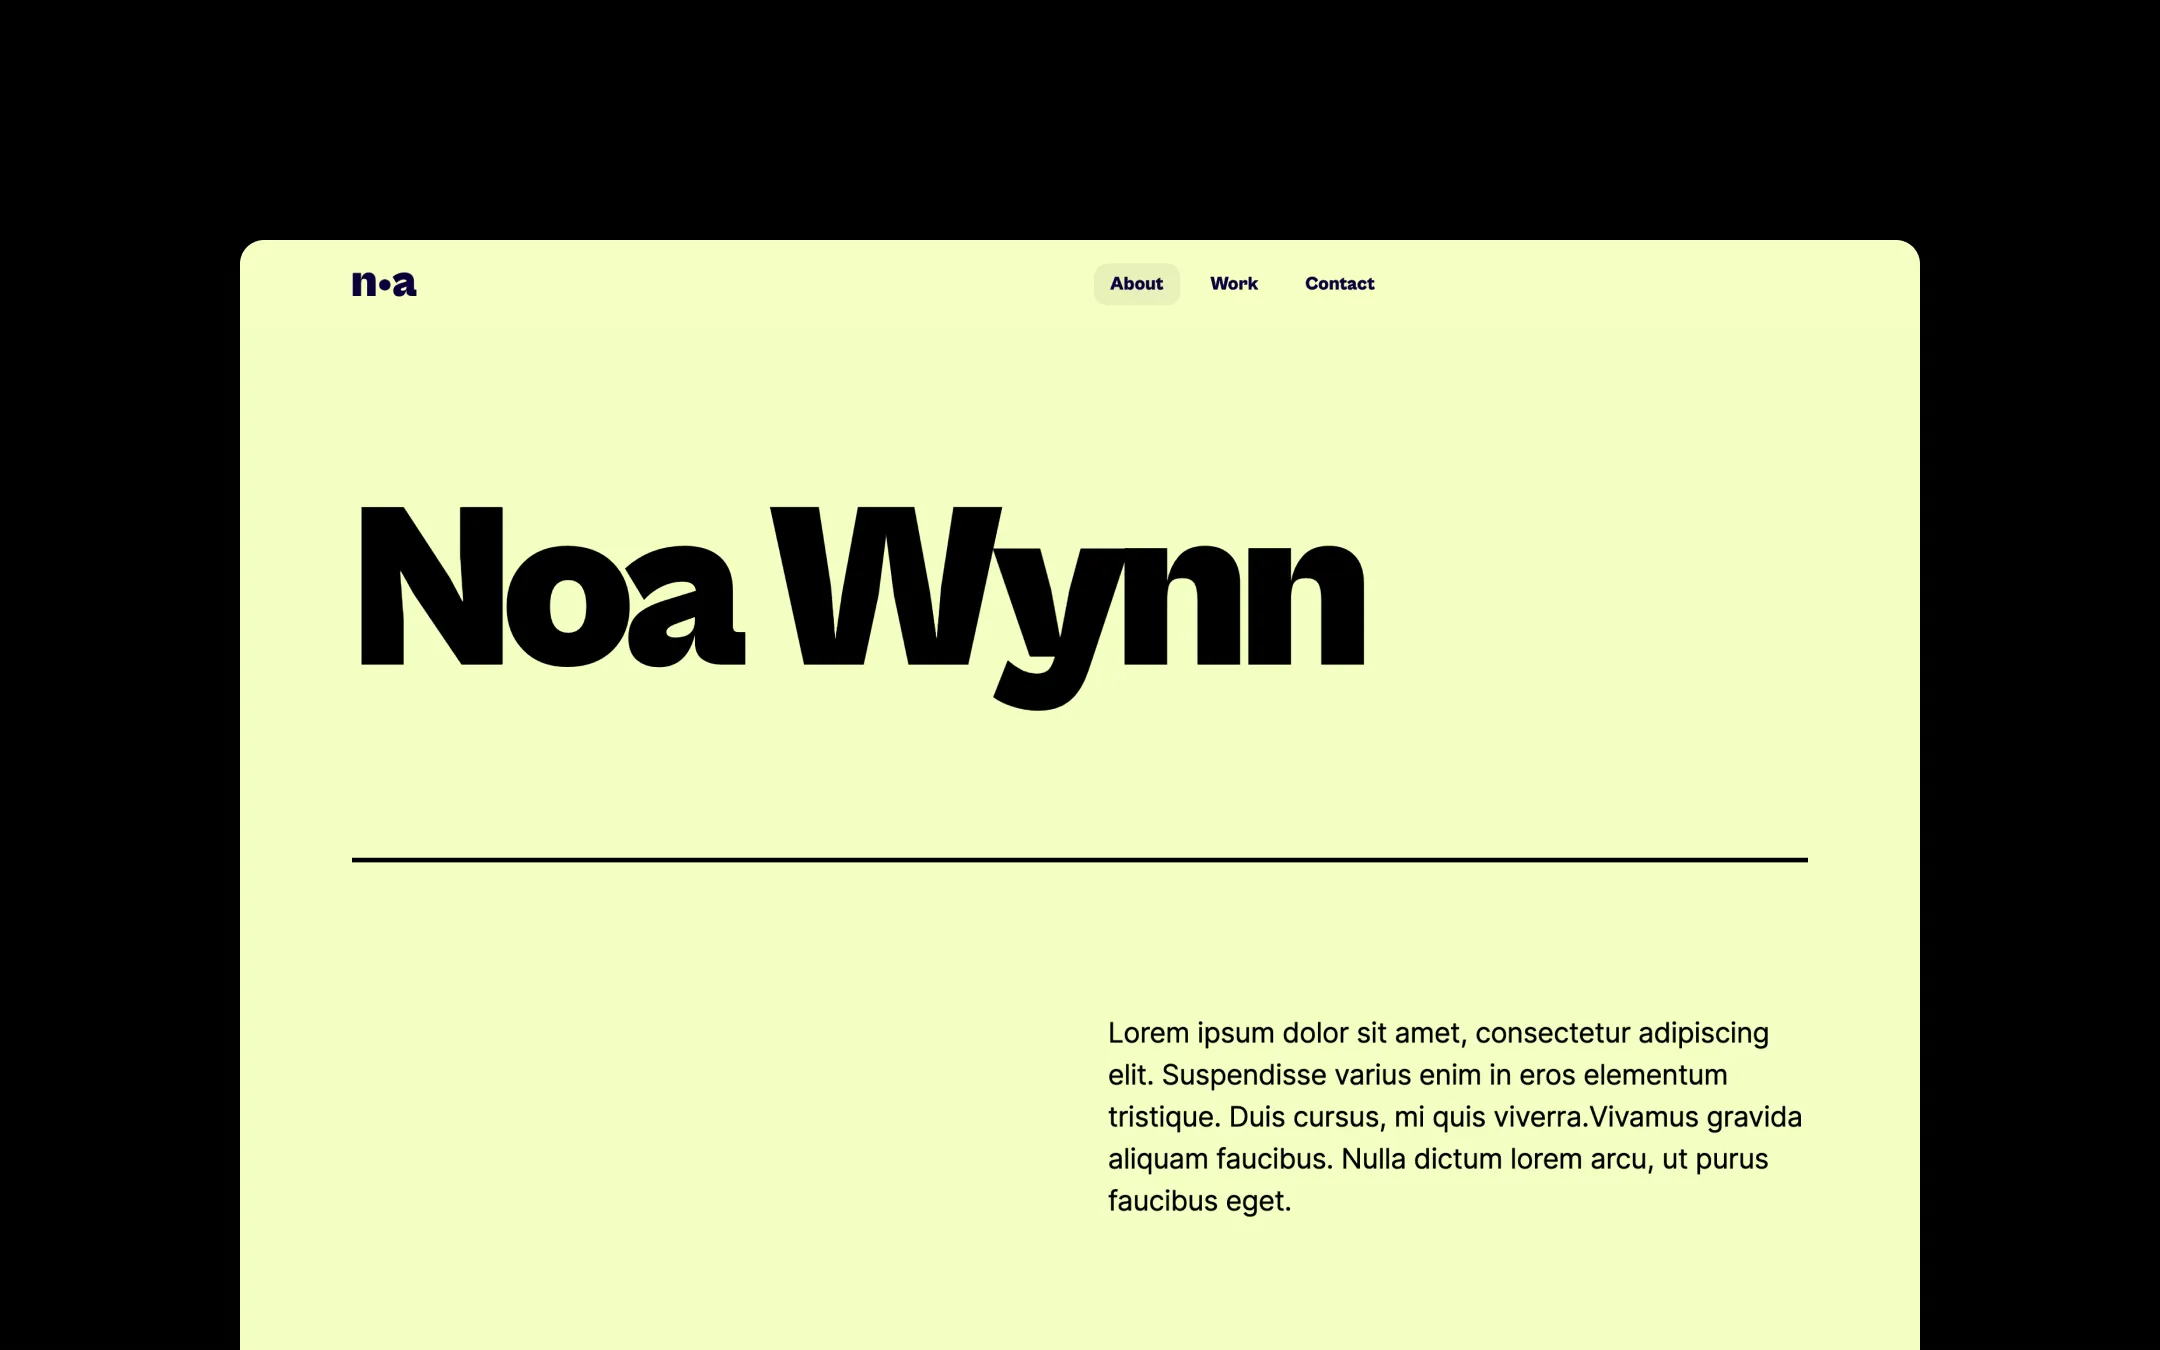 n•a
About Work Contact
Noa Wynn
Lorem ipsum dolor sit amet, consectetur adipiscing
elit. Suspendisse varius enim in eros elementum
tristique. Duis cursus, mi quis viverra.Vivamus gravida
aliquam faucibus. Nulla dictum lorem arcu, ut purus
faucibus eget.